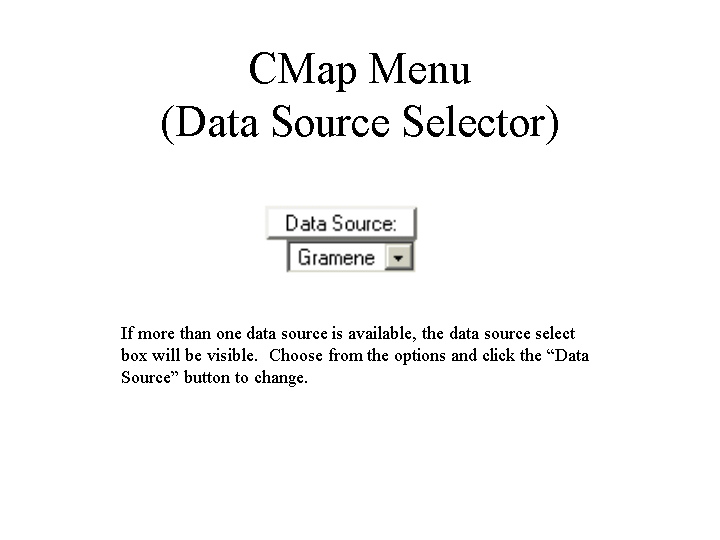 CMap Menu
(Data Source Selector)
Data Source:
Gramene
If more than one data source is available, the data source select
box will be visible.  Choose from the options and click the “Data
Source” button to change.